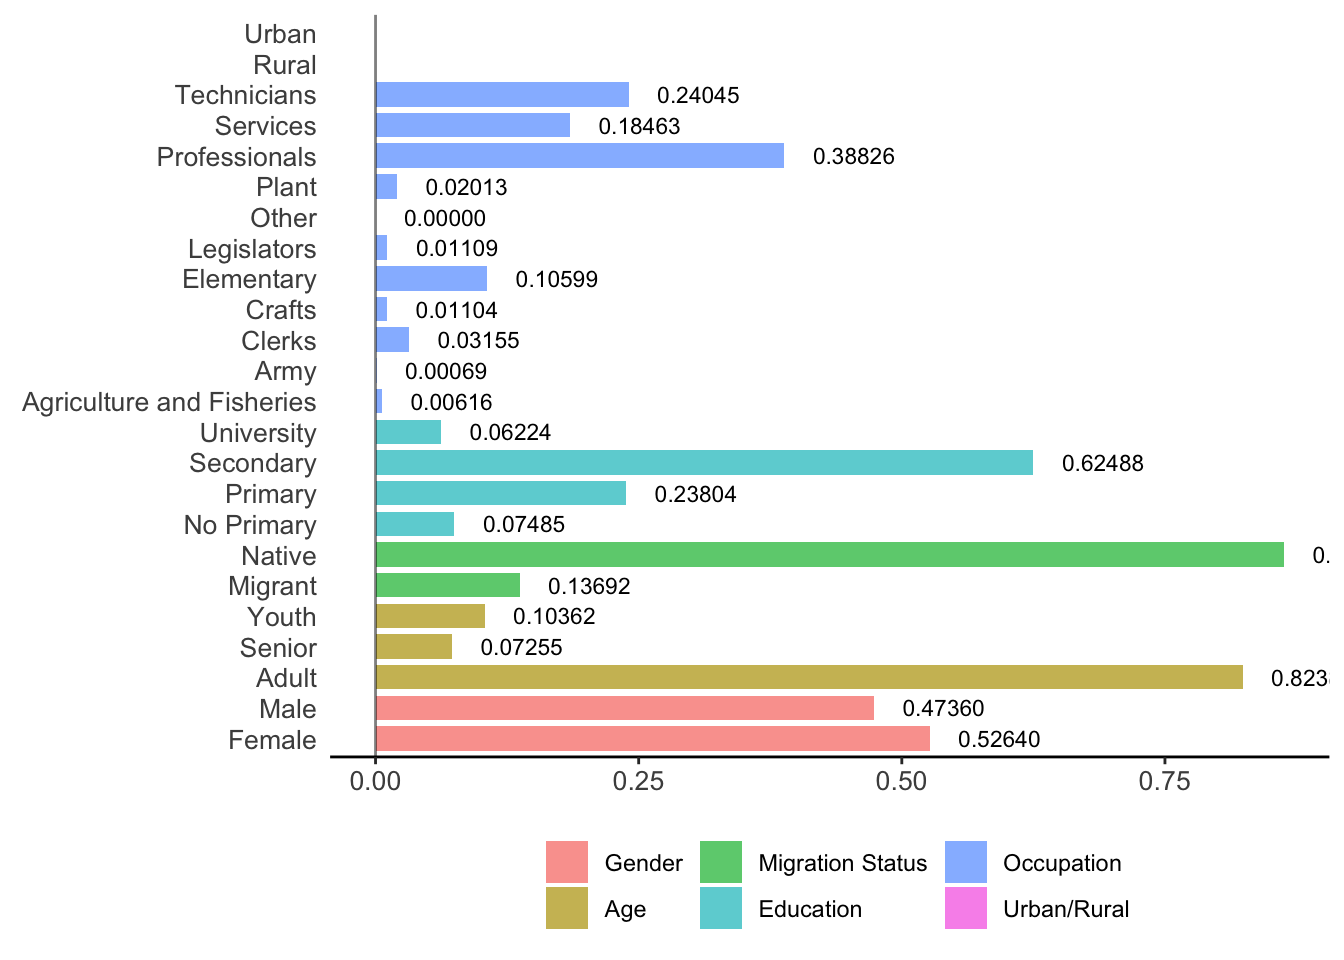 Urban
Rural
Technicians 0.24045
Services 0.18463
Professionals 0.38826
Plant 0.02013
Other 0.00000
Legislators 0.01109
Elementary 0.10599
Crafts 0.01104
Clerks 0.03155
Army 0.00069
Agriculture and Fisheries 0.00616
University 0.06224
Secondary 0.62488
Primary 0.23804
No Primary 0.07485
Native
Migrant 0.13692
Youth 0.10362
Senior 0.07255
Adult
Male 0.47360
Female 0.52640
0.00 0.25 0.50 0.75
Gender Migration Status Occupation
Age Education Urban/Rural